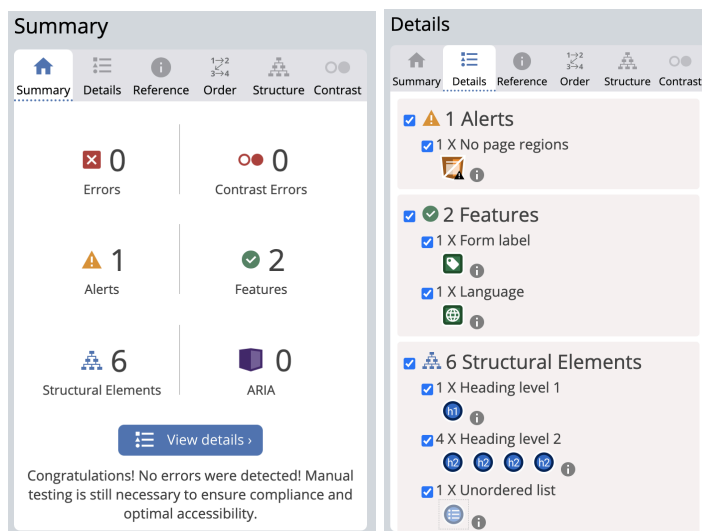 Summary
Summary Details Reference 1→2 3→4 Order Structure Contrast
0 Errors
0 Contrast Errors
1 Alerts
2 Features
6 Structural Elements
0 ARIA
View details ›
Congratulations! No errors were detected! Manual
testing is still necessary to ensure compliance and
optimal accessibility.
Details
Summary Details Reference 1→2 3→4 Order Structure Contrast
1 Alerts
1 X No page regions
2 Features
1 X Form label
1 X Language
6 Structural Elements
1 X Heading level 1
h1
4 X Heading level 2
h2 h2 h2 h2
1 X Unordered list